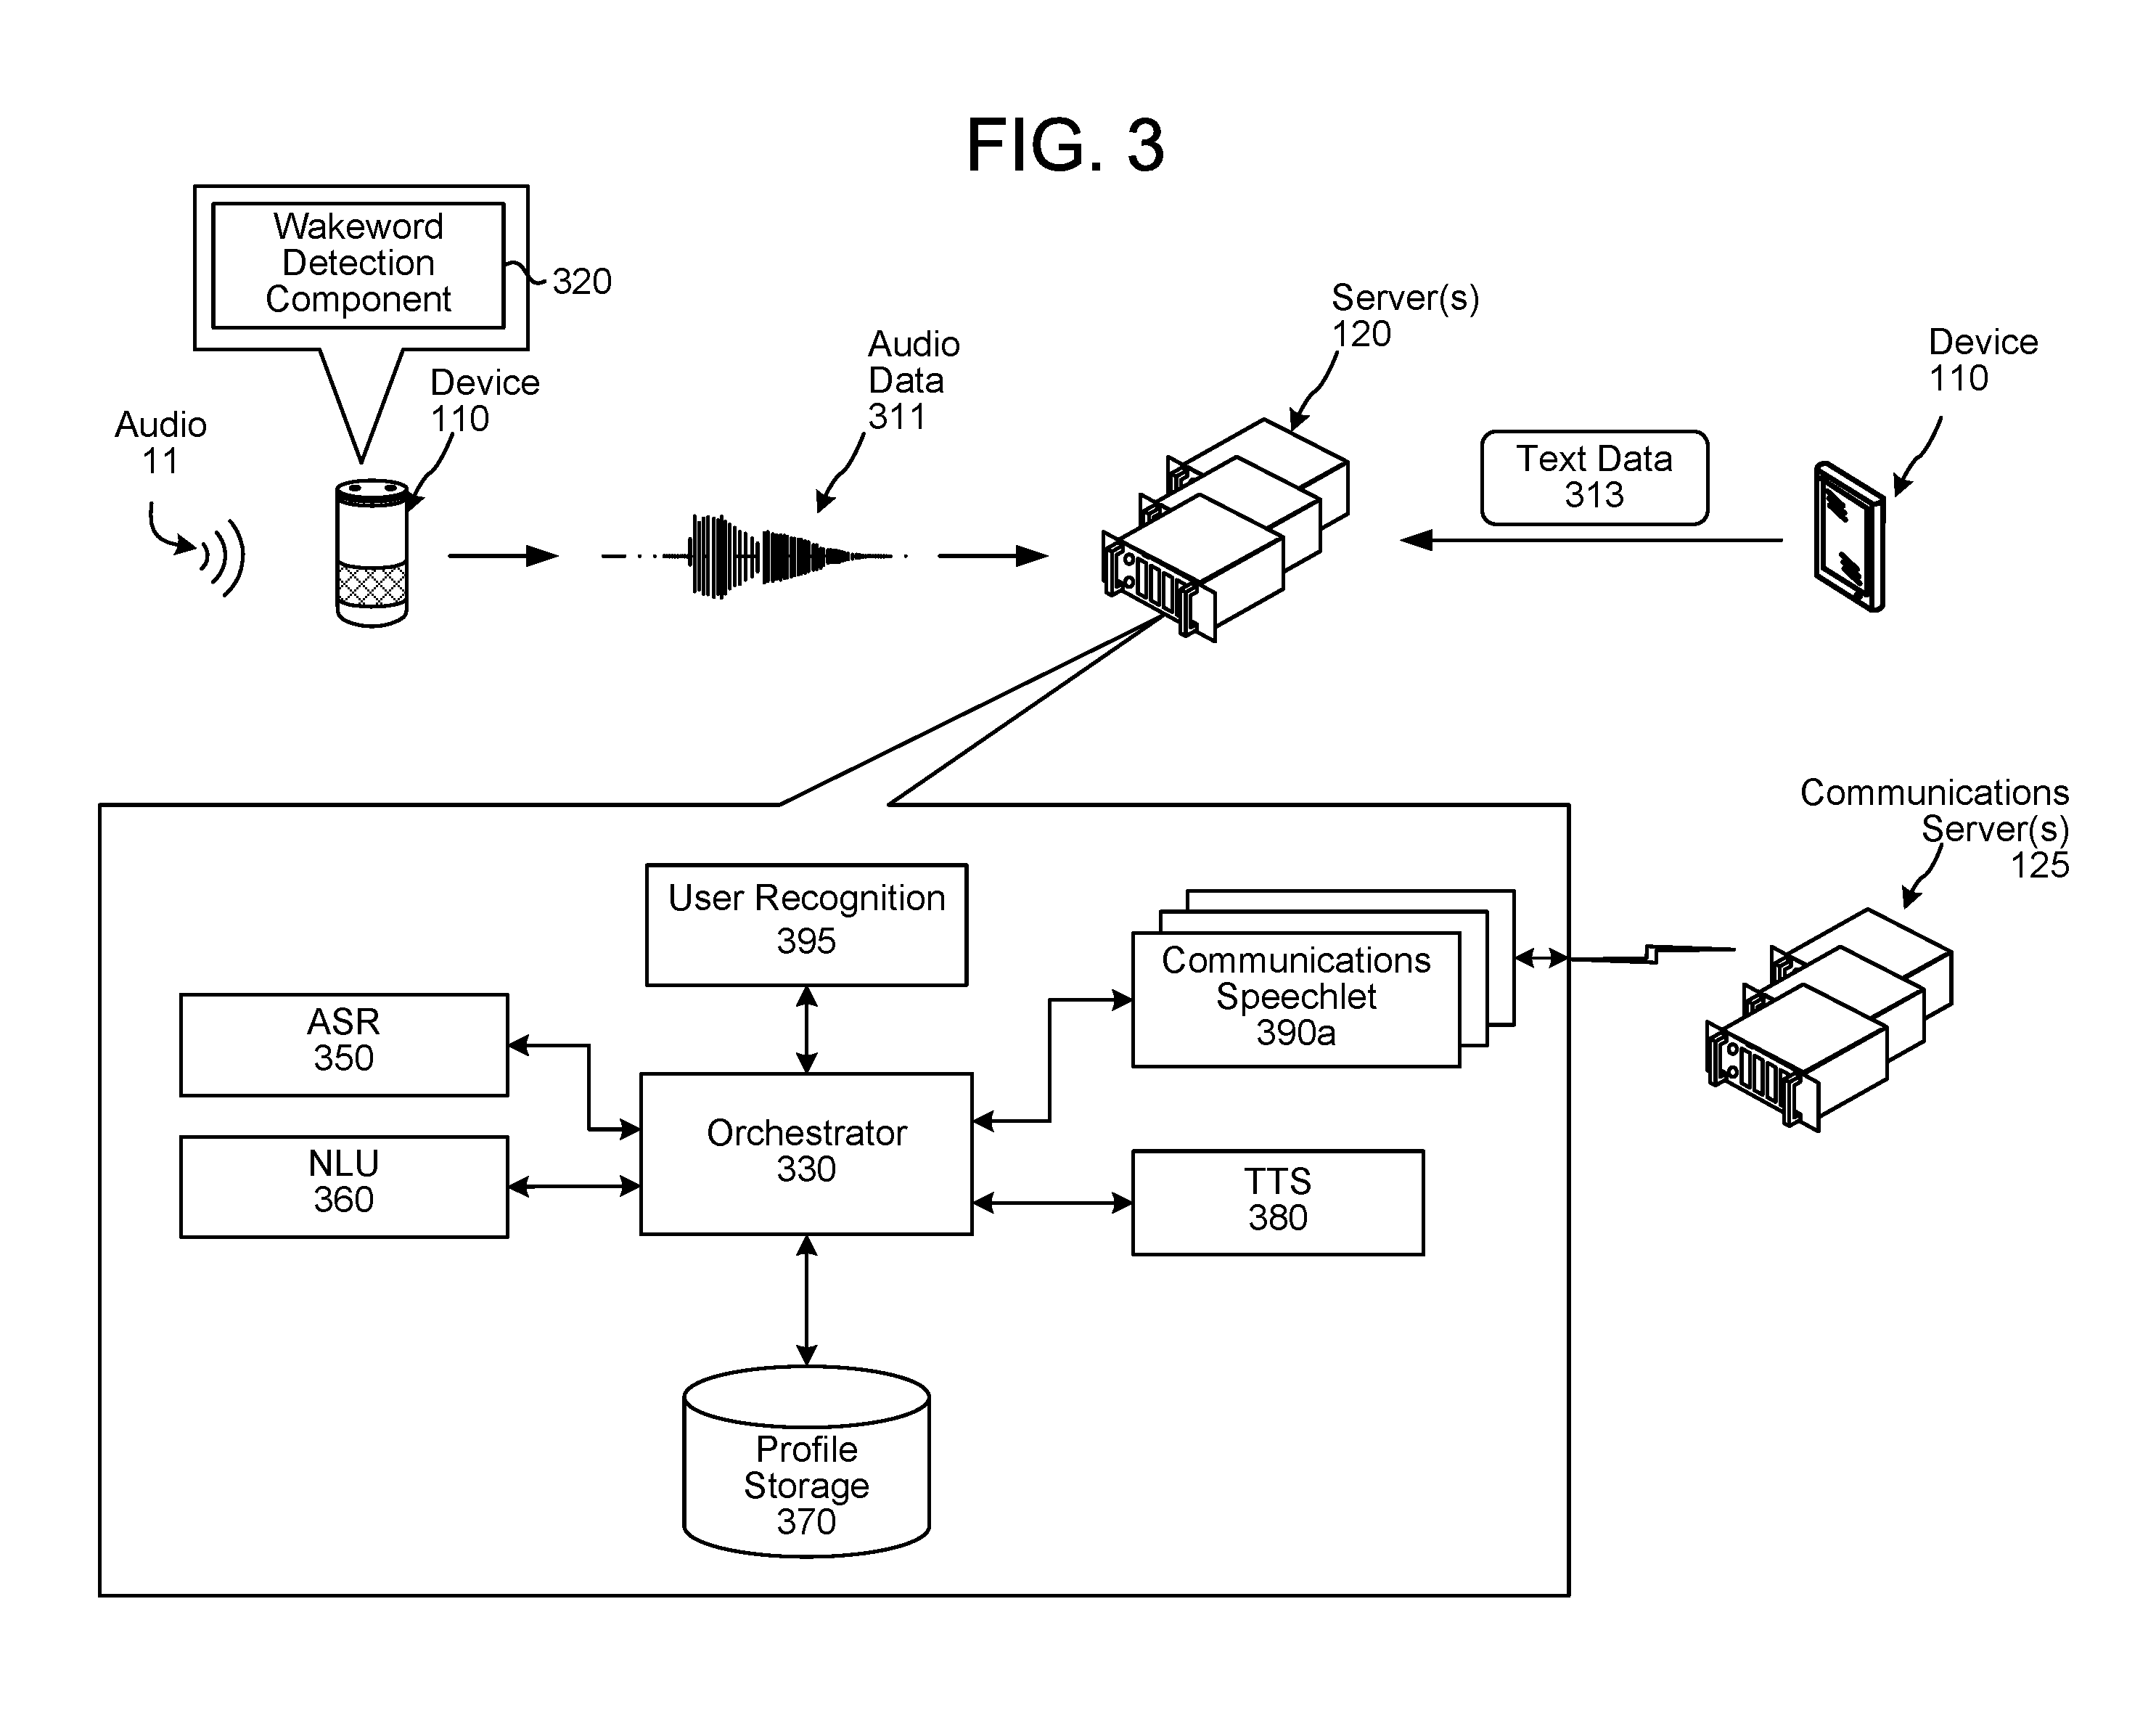 FIG. 3
Wakeword
Detection
Component
320
Audio
11
Device
110
Audio
Data
311
Server(s)
120
Text Data
313
Device
110
Communications
Server(s)
125
User Recognition
395
ASR
350
NLU
360
Orchestrator
330
Communications
Speechlet
390a
TTS
380
Profile
Storage
370